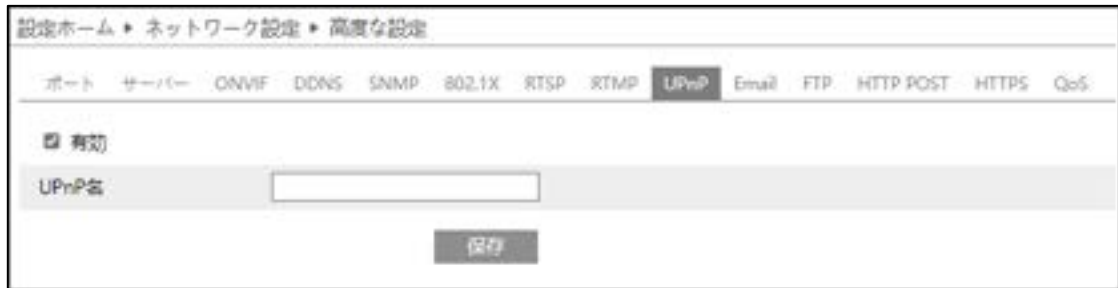 設定ホーム ▸ ネットワーク設定 ▸ 高度な設定
ポート サーバー ONVIF DDNS SNMP 802.1X RTSP RTMP UPnP Email FTP HTTP POST HTTPS QoS
有効
UPnP名
保存